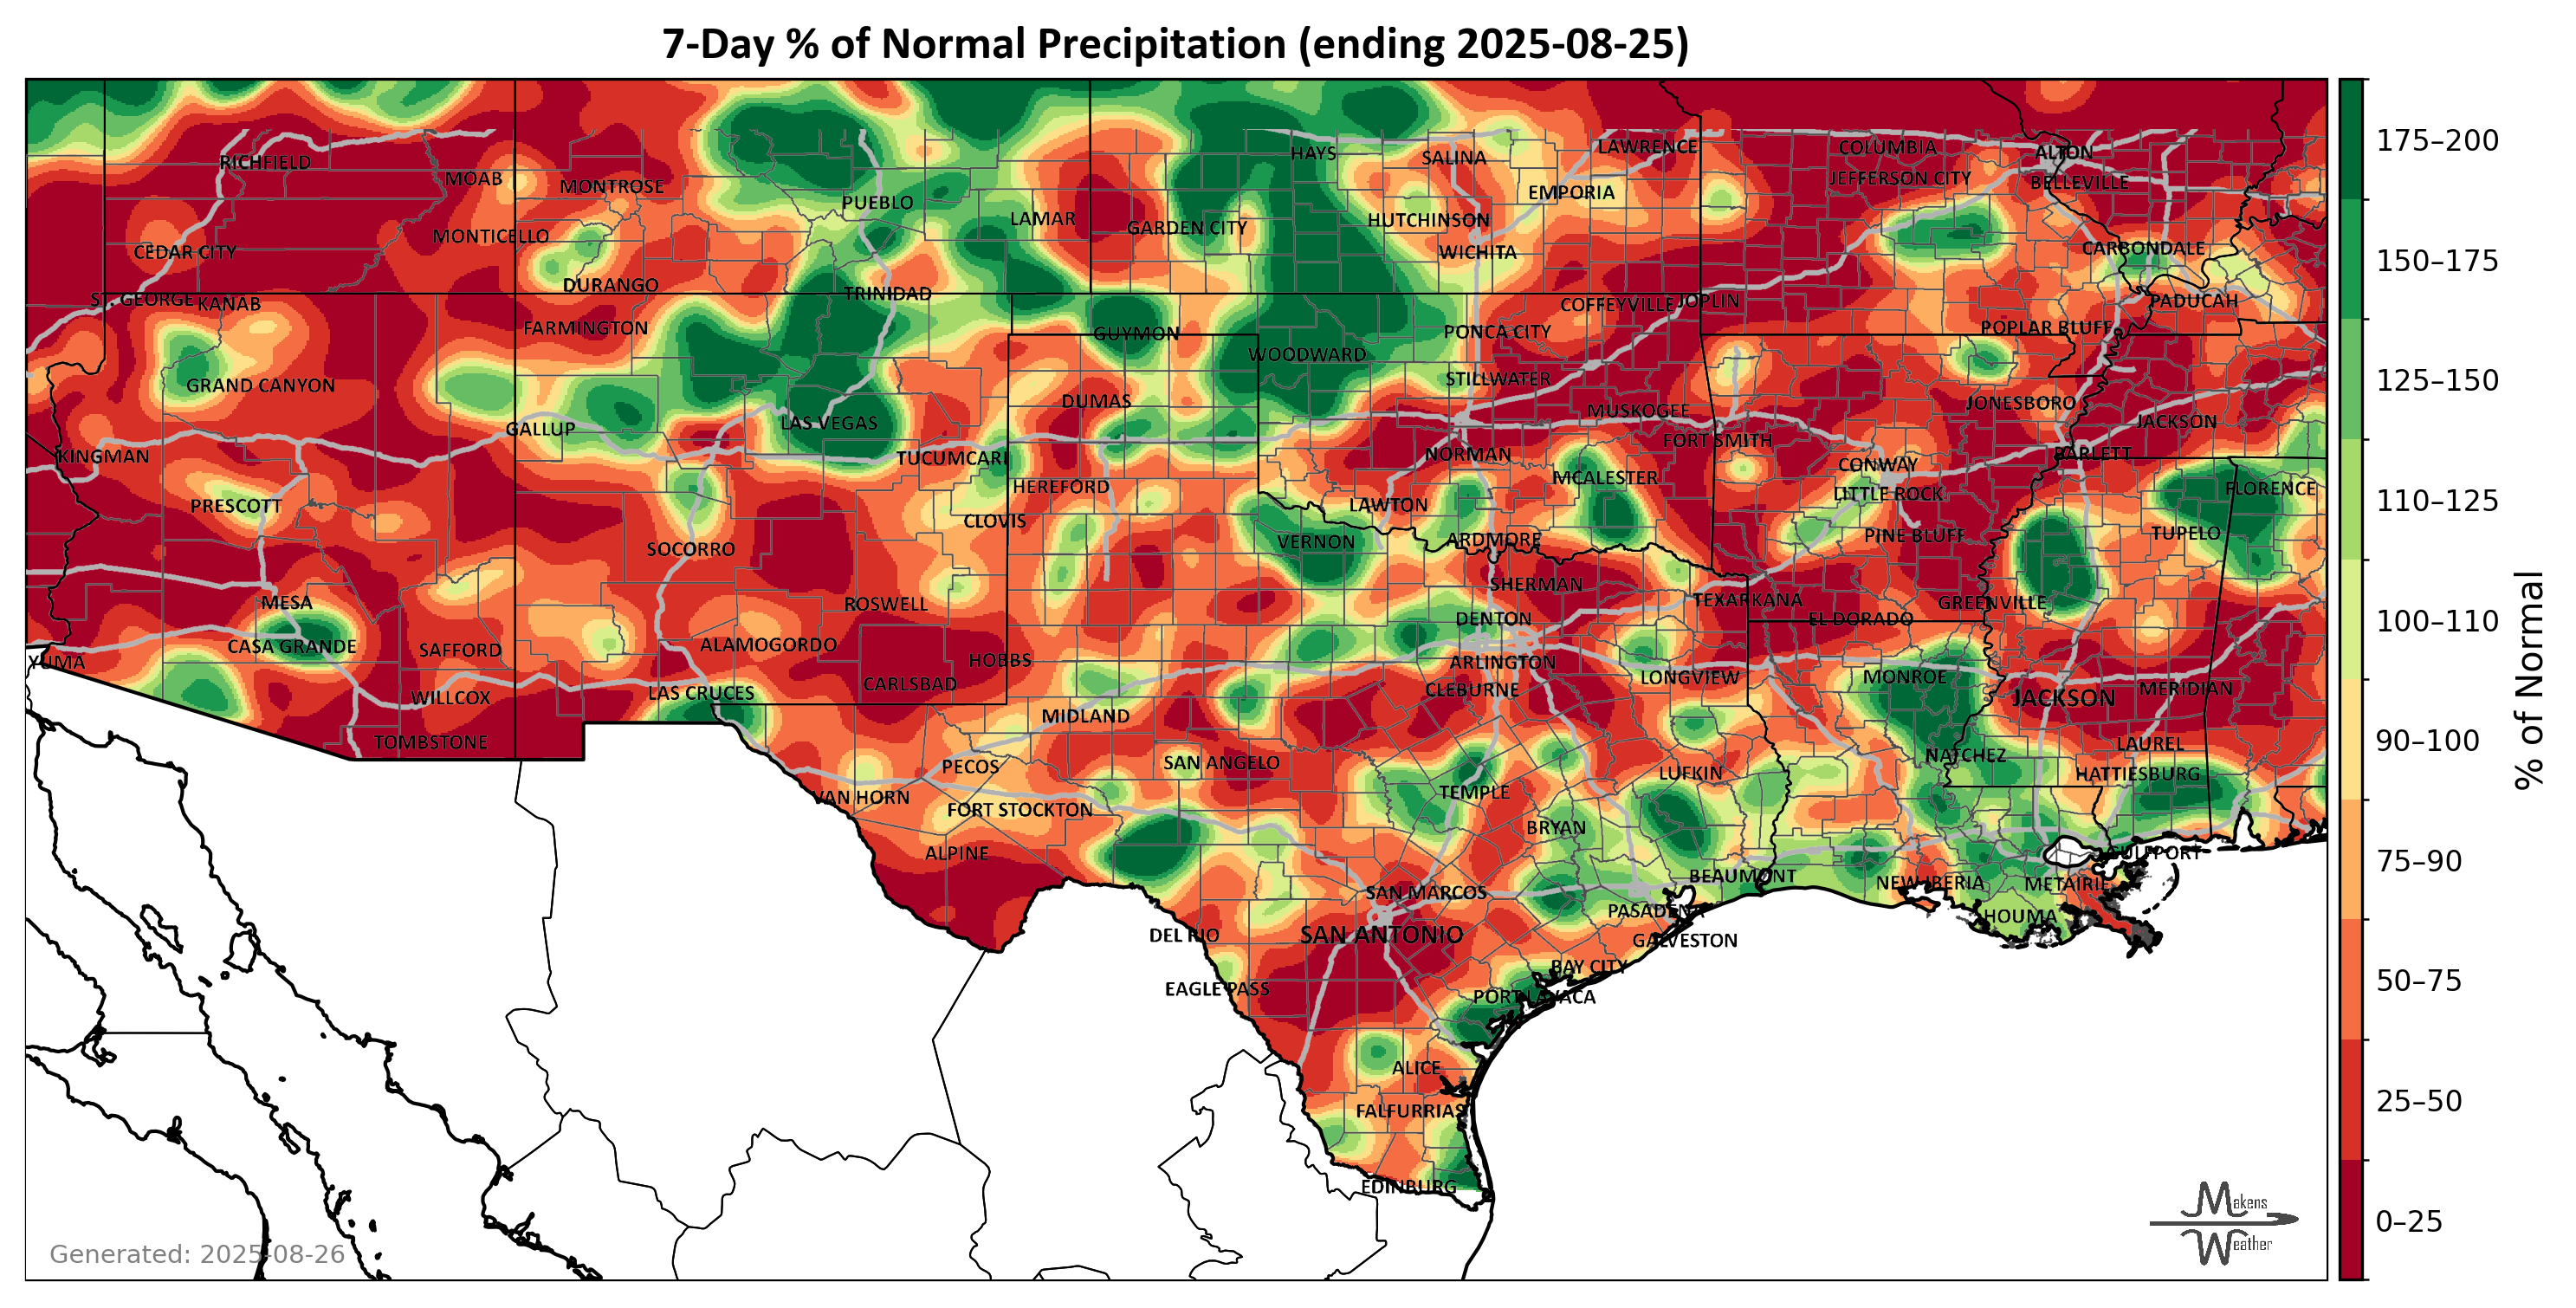 7-Day % of Normal Precipitation (ending 2025-08-25)
HAYS
SALINA
LAWRENCE
COLUMBIA
ALTON
RICHFIELD
MOAB
MONTROSE
EMPORIA
JEFFERSON CITY
BELLEVILLE
PUEBLO
LAMAR
GARDEN CITY
HUTCHINSON
MONTICELLO
CEDAR CITY
WICHITA
CARBONDALE
DURANGO
TRINIDAD
ST. GEORGE
KANAB
COFFEYVILLE
JOPLIN
PADUCAH
FARMINGTON
GUYMON
PONCA CITY
POPLAR BLUFF
WOODWARD
GRAND CANYON
STILLWATER
DUMAS
MUSKOGEE
JONESBORO
GALLUP
LAS VEGAS
FORT SMITH
JACKSON
KINGMAN
TUCUMCARI
NORMAN
CONWAY
BARLETT
PRESCOTT
HEREFORD
MCALESTER
LITTLE ROCK
FLORENCE
LAWTON
CLOVIS
SOCORRO
VERNON
ARDMORE
PINE BLUFF
TUPELO
SHERMAN
MESA
ROSWELL
TEXARKANA
GREENVILLE
CASA GRANDE
SAFFORD
ALAMOGORDO
DENTON
EL DORADO
YUMA
HOBBS
ARLINGTON
WILLCOX
LAS CRUCES
CARLSBAD
CLEBURNE
LONGVIEW
MONROE
JACKSON
MERIDIAN
MIDLAND
TOMBSTONE
PECOS
SAN ANGELO
NATCHEZ
LAUREL
VAN HORN
FORT STOCKTON
TEMPLE
LUFKIN
HATTIESBURG
ALPINE
BRYAN
GULFPORT
SAN MARCOS
BEAUMONT
NEW IBERIA
METAIRIE
DEL RIO
SAN ANTONIO
PASADENA
HOUMA
GALVESTON
EAGLE PASS
BAY CITY
PORT LAVACA
ALICE
FALFURRIAS
EDINBURG
175–200
150–175
125–150
110–125
100–110
90–100
75–90
50–75
25–50
0–25
% of Normal
Makens
Weather
Generated: 2025-08-26